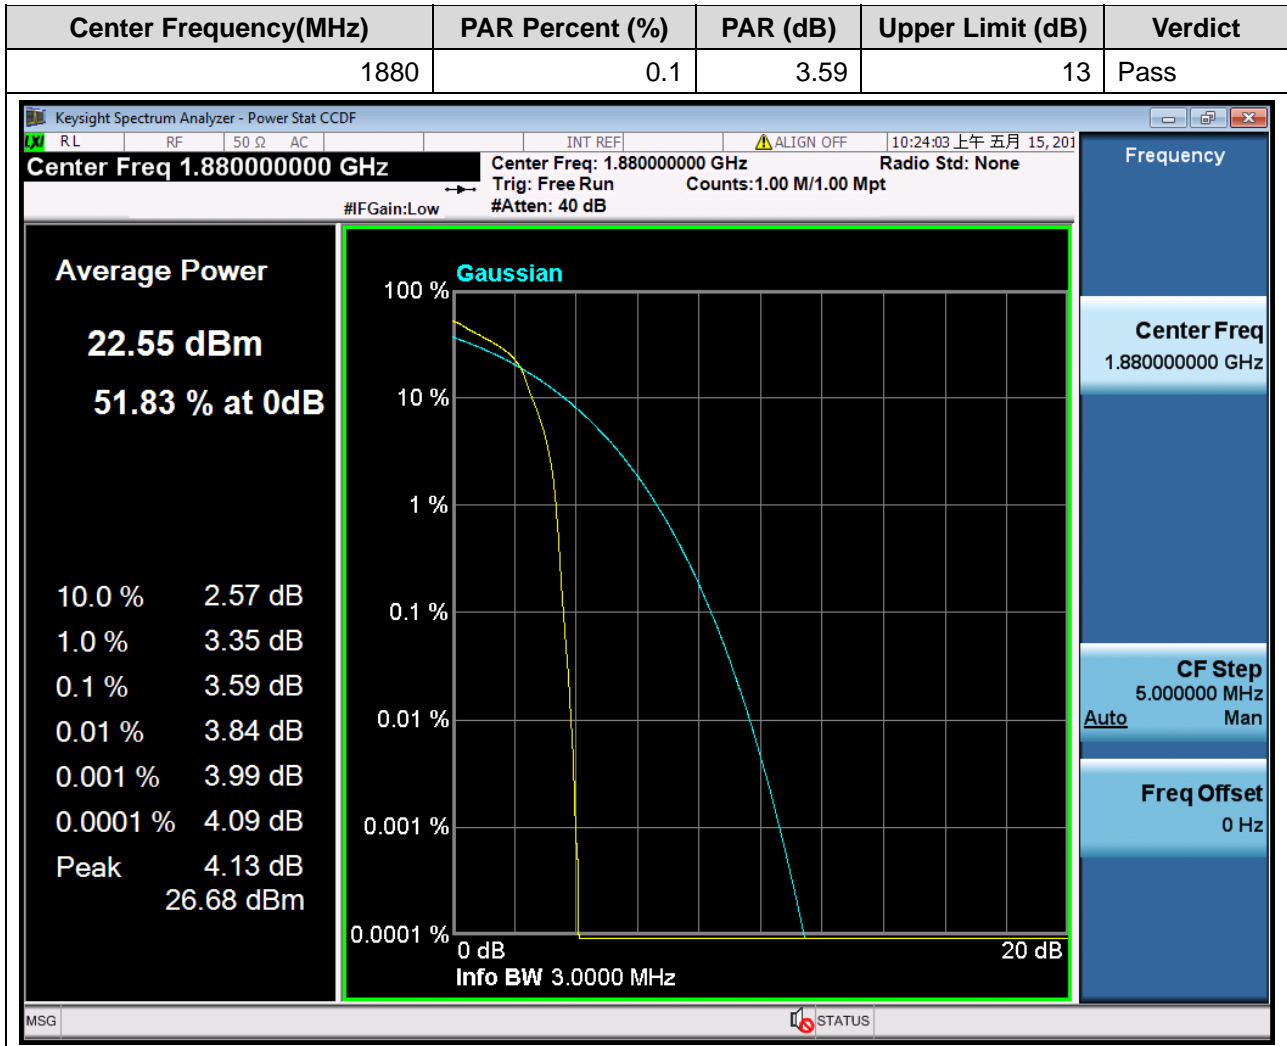 Center Frequency(MHz) PAR Percent (%) PAR (dB) Upper Limit (dB) Verdict
1880 0.1 3.59 13 Pass
Keysight Spectrum Analyzer - Power Stat CCDF
LXI RL RF 50 Ω AC INT REF ALIGN OFF 10:24:03 上午 五月 15, 201
Center Freq 1.880000000 GHz
Center Freq: 1.880000000 GHz Radio Std: None
Trig: Free Run Counts:1.00 M/1.00 Mpt
#IFGain:Low #Atten: 40 dB
Frequency
Average Power
22.55 dBm
51.83 % at 0dB
10.0 % 2.57 dB
1.0 % 3.35 dB
0.1 % 3.59 dB
0.01 % 3.84 dB
0.001 % 3.99 dB
0.0001 % 4.09 dB
Peak 4.13 dB
26.68 dBm
Gaussian
100 %
10 %
1 %
0.1 %
0.01 %
0.001 %
0.0001 %
0 dB 20 dB
Info BW 3.0000 MHz
Center Freq
1.880000000 GHz
CF Step
5.000000 MHz
Auto Man
Freq Offset
0 Hz
MSG STATUS